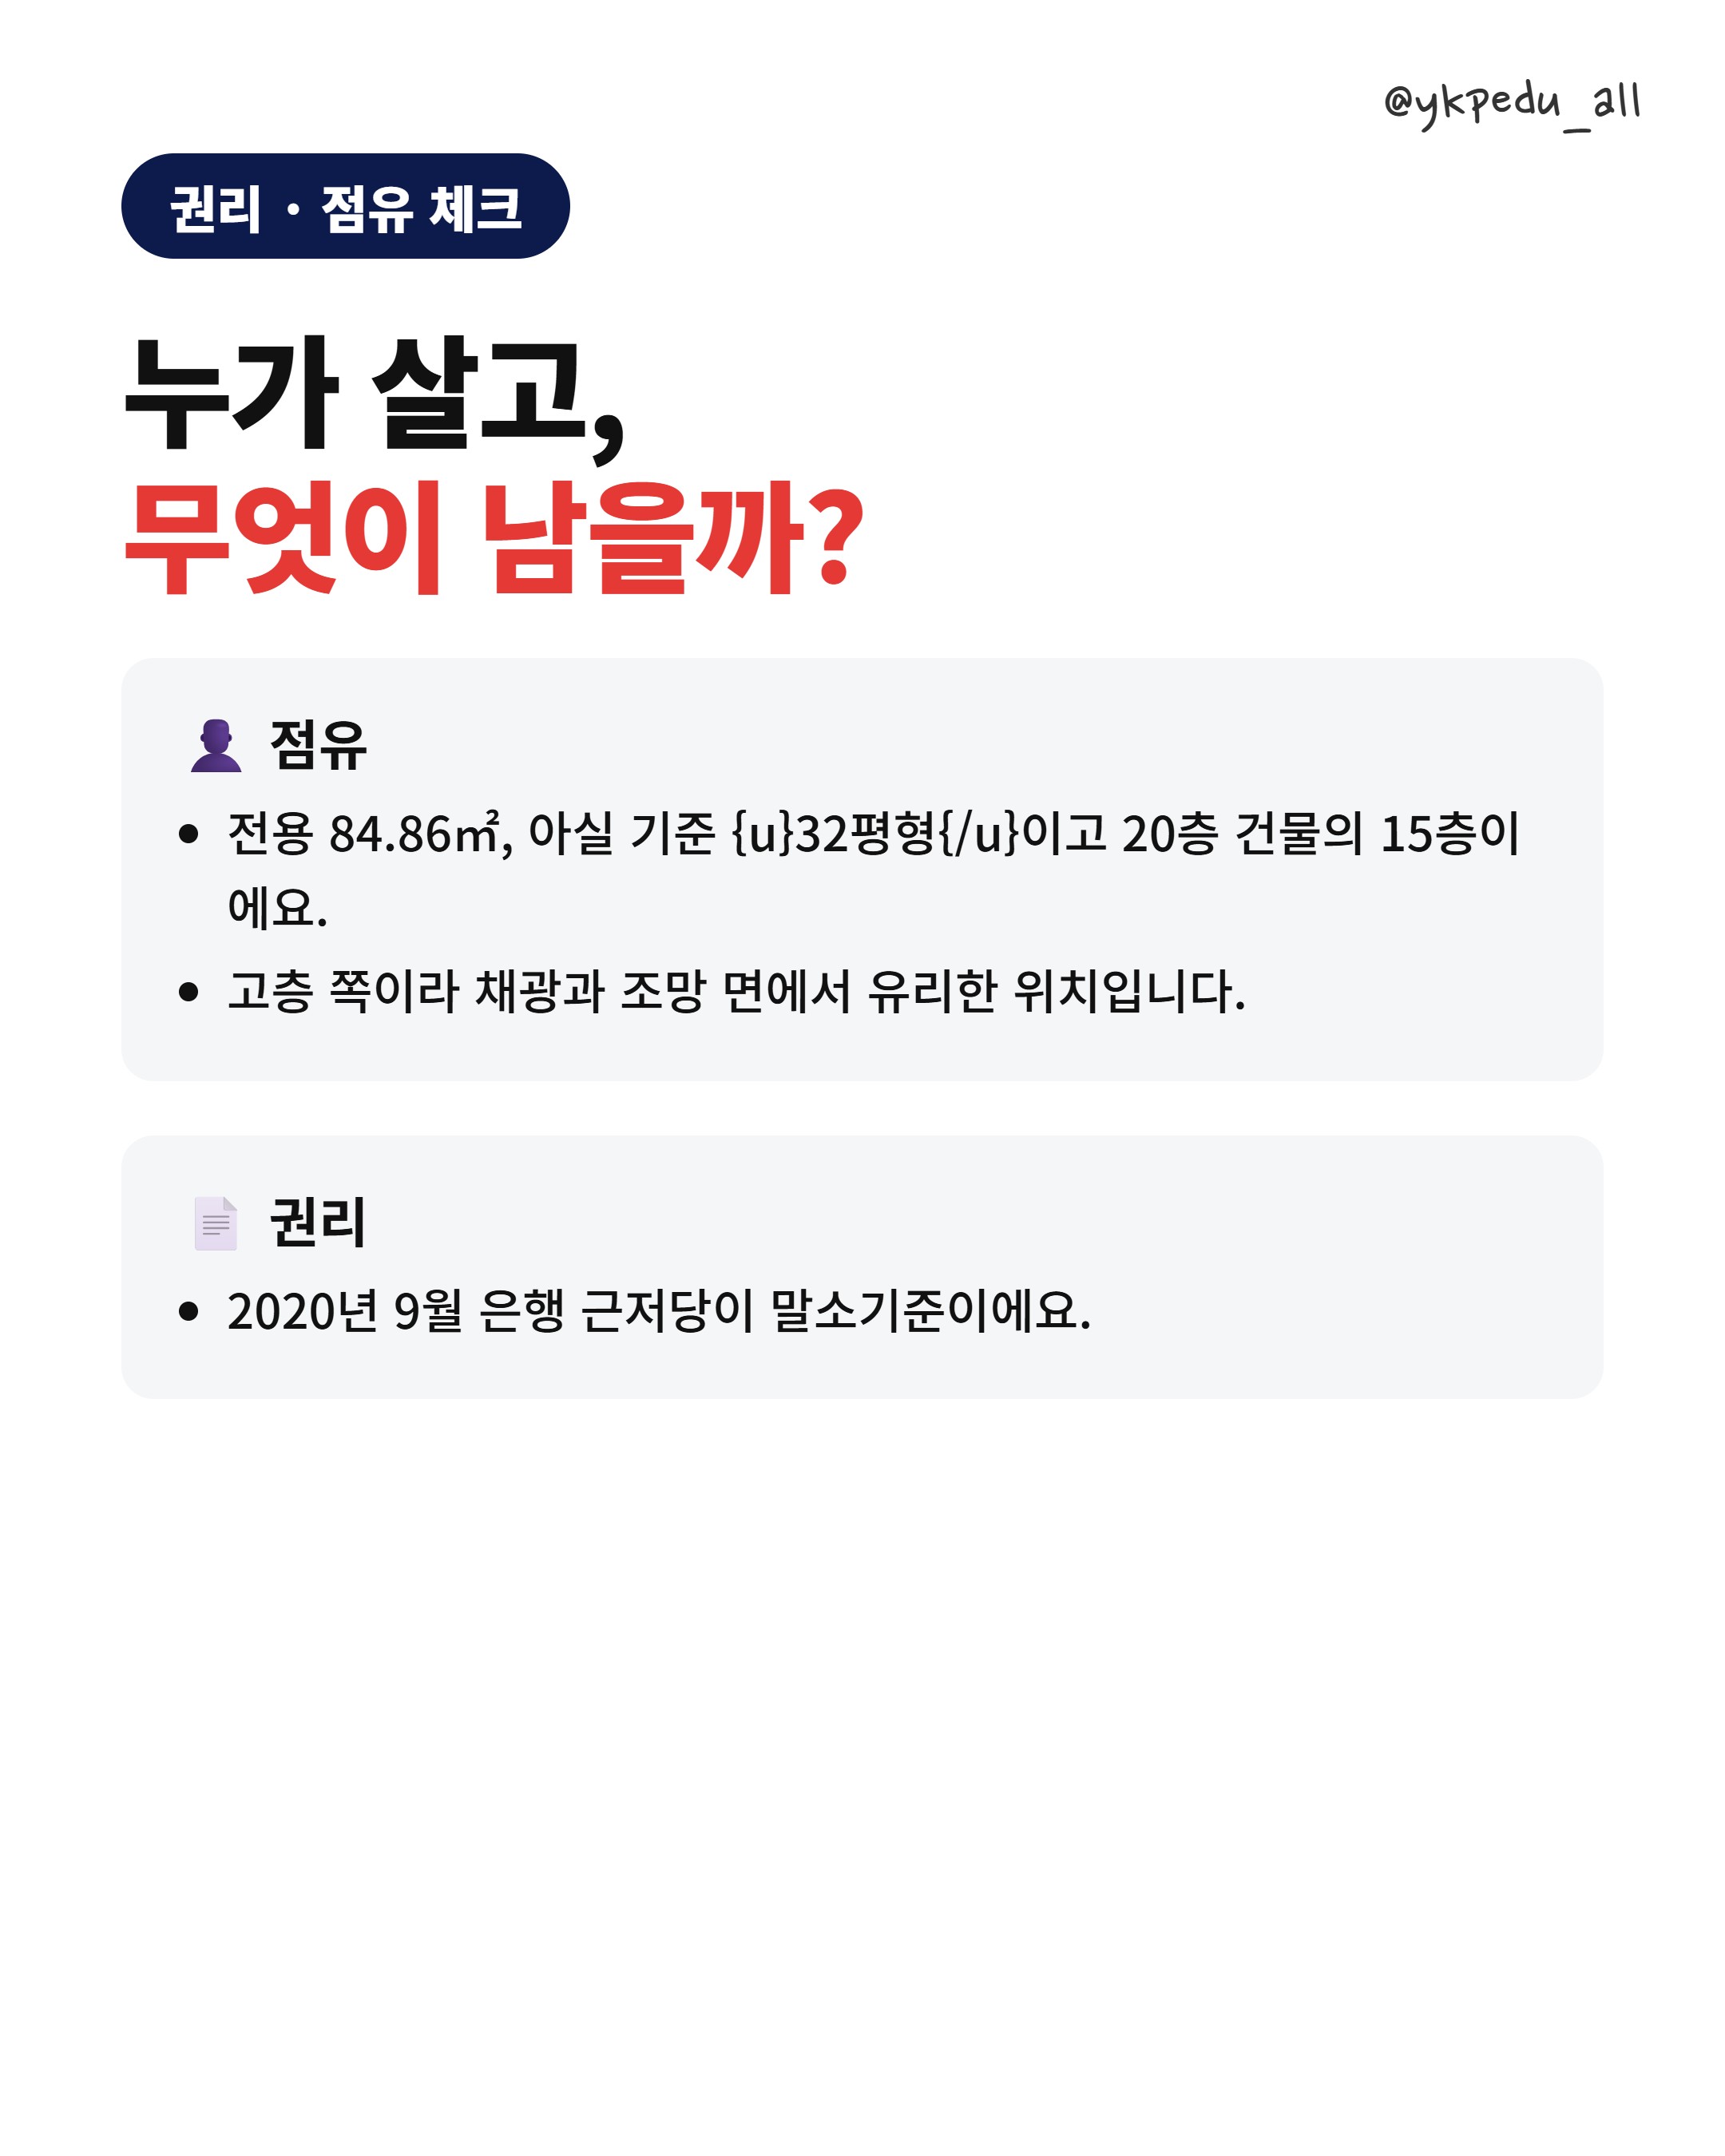 @ykpedu_all
권리 • 점유 체크
누가 살고,
무엇이 남을까?
점유
• 전용 84.86㎡, 아실 기준 {u}32평형{/u}이고 20층 건물의 15층이
에요.
• 고층 쪽이라 채광과 조망 면에서 유리한 위치입니다.
권리
• 2020년 9월 은행 근저당이 말소기준이에요.